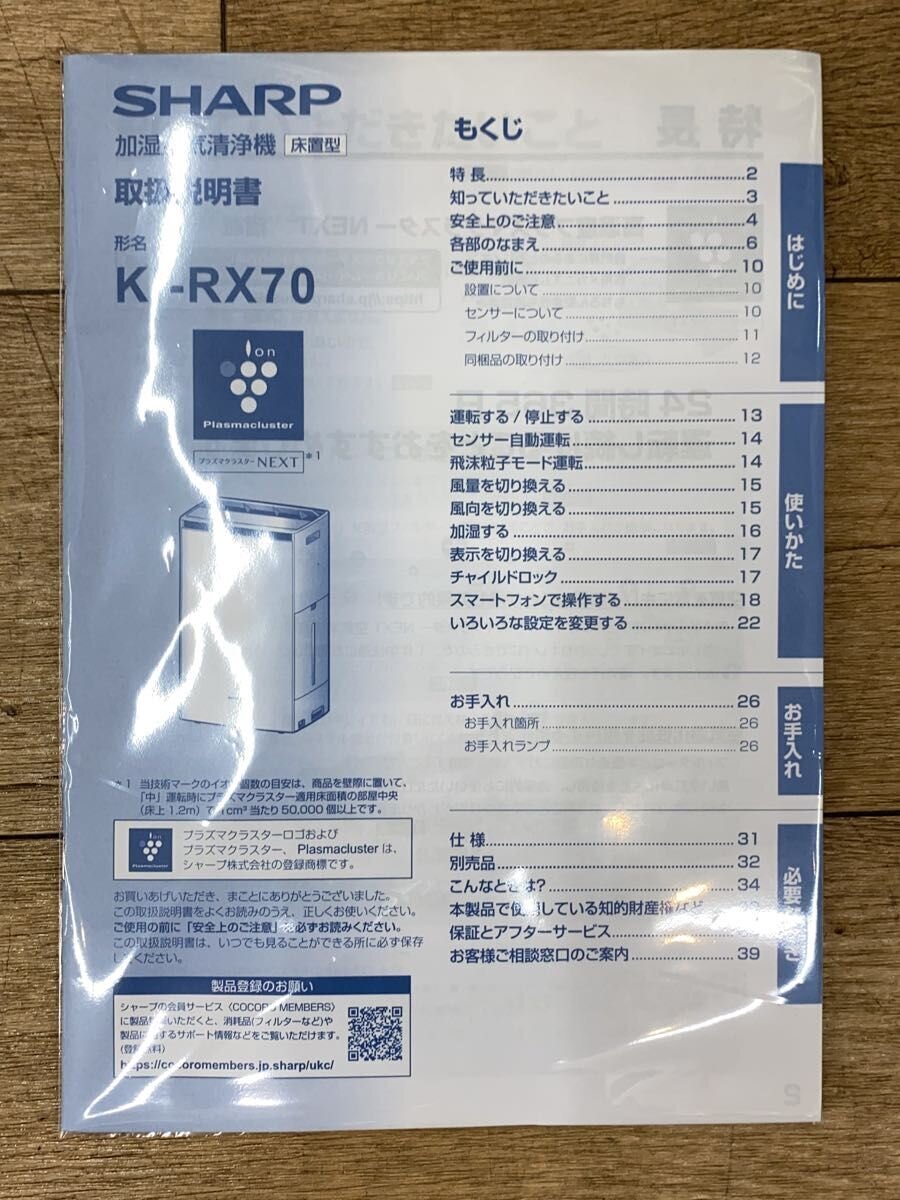 SHARP
加湿 気清浄機 床置型
取扱説明書
形名
K -RX70
Ion
Plasmacluster
プラズマクラスター NEXT *1
*1 当技術マークのイオン個数の目安は、商品を壁際に置いて、
「中」運転時にプラズマクラスター適用床面積の部屋中央
(床上 1.2m) で1cm³ 当たり 50,000 個以上です。
Ion
Plasmacluster
プラズマクラスターロゴおよび
プラズマクラスター、Plasmacluster は、
シャープ株式会社の登録商標です。
お買いあげいただき、まことにありがとうございました。
この取扱説明書をよくお読みのうえ、正しくお使いください。
ご使用の前に「安全上のご注意」を必ずお読みください。
この取扱説明書は、いつでも見ることができる所に必ず保存
してください。
製品登録のお願い
シャープの会員サービス (COCORO MEMBERS)
に製品 いただくと、消耗品(フィルターなど)や
製品に するサポート情報などをご覧いただけます。
(登録無料)
https://cocoromembers.jp.sharp/ukc/
もくじ
特 長 2
知っていただきたいこと 3
安全上のご注意 4
各部のなまえ 6
ご使用前に 10
設置について 10
センサーについて 10
フィルターの取り付け 11
同梱品の取り付け 12
はじめに
運転する / 停止する 13
センサー自動運転 14
飛沫粒子モード運転 14
風量を切り換える 15
風向を切り換える 15
加湿する 16
表示を切り換える 17
チャイルドロック 17
スマートフォンで操作する 18
いろいろな設定を変更する 22
使いかた
お手入れ 26
お手入れ箇所 26
お手入れランプ 26
お手入れ
仕 様 31
別売品 32
こんなときは? 34
本製品で使用している知的財産権など
保証とアフターサービス
お客様ご相談窓口のご案内 39
必要